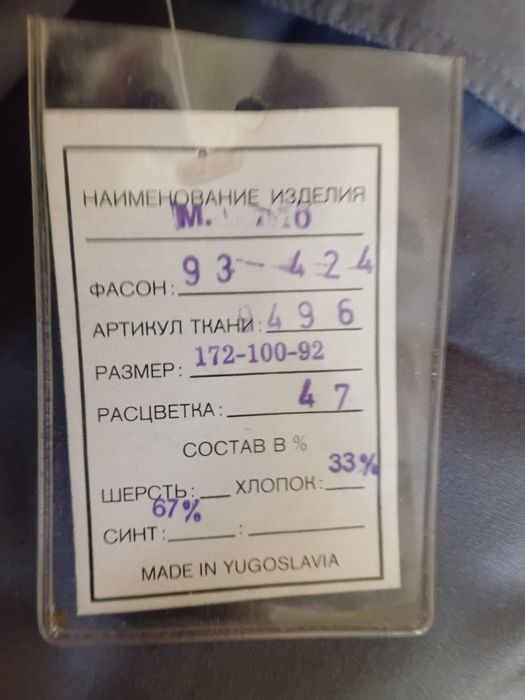 НАИМЕНОВАНИЕ ИЗДЕЛИЯ
М.
ФАСОН: 93-424
АРТИКУЛ ТКАНИ: 9496
РАЗМЕР: 172-100-92
РАСЦВЕТКА: 47
СОСТАВ В %
ШЕРСТЬ: ХЛОПОК: 33%
СИНТ: 67% :
MADE IN YUGOSLAVIA